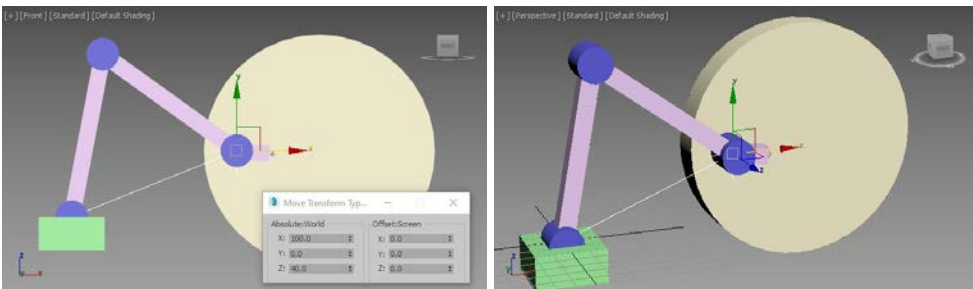 [+] [Front] [Standard] [Default Shading]
[+] [Perspective] [Standard] [Default Shading]
y
x
z
Move Transform Typ...
Absolute:World
Offset:Screen
X: 100.0
X: 0.0
Y: 0.0
Y: 0.0
Z: 40.0
Z: 0.0
z
x
z